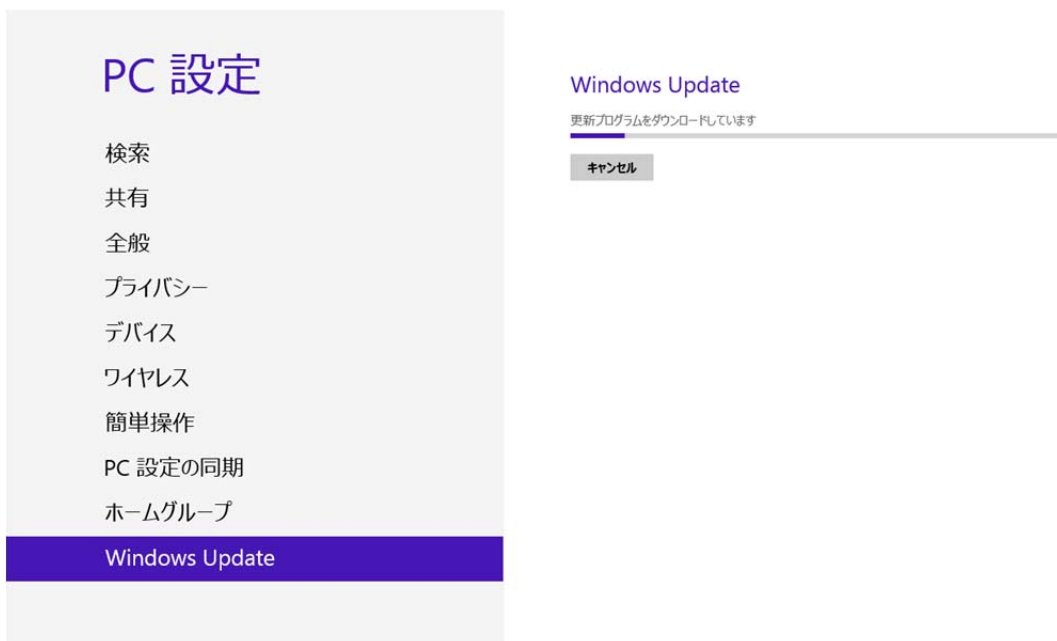 PC 設定
検索
共有
全般
プライバシー
デバイス
ワイヤレス
簡単操作
PC 設定の同期
ホームグループ
Windows Update
Windows Update
更新プログラムをダウンロードしています
キャンセル